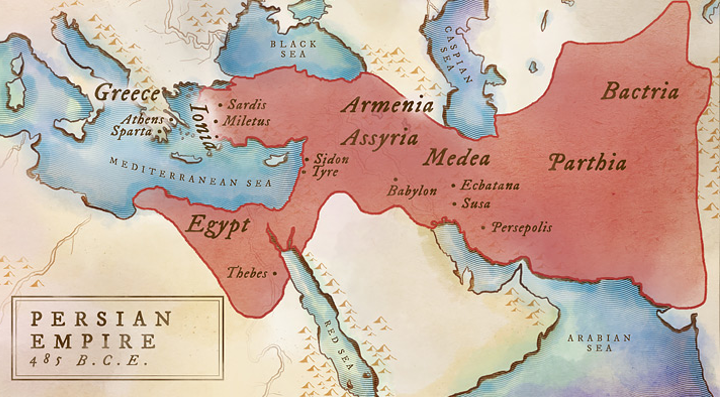 BLACK
SEA
CASPIAN
SEA
Greece
Ionia
Sardis
Miletus
Athens
Sparta
Armenia
Assyria
Medea
Bactria
Parthia
MEDITERRANEAN SEA
Sidon
Tyre
Babylon
Ecbatana
Susa
Persepolis
Egypt
Thebes
RED SEA
ARABIAN
SEA
PERSIAN
EMPIRE
485 B.C.E.